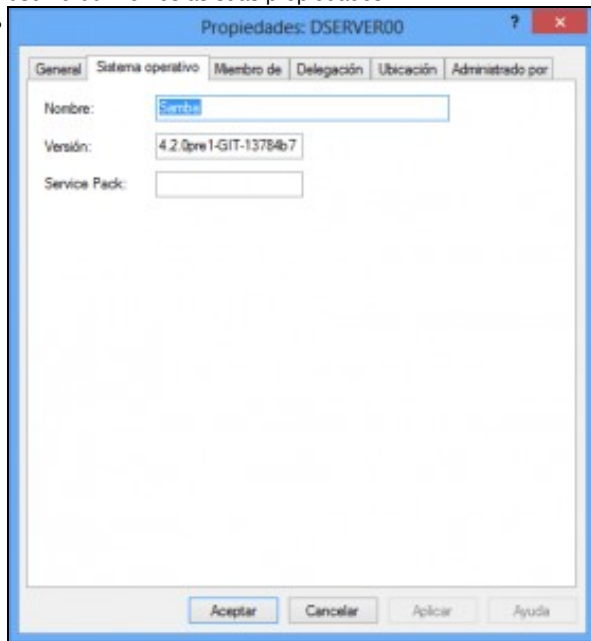 Propiedades: DSERVER00
?
×
General Sistema operativo Miembro de Delegación Ubicación Administrado por
Nombre: Samba
Versión: 4.2.0pre1-GIT-13784b7
Service Pack:
Aceptar Cancelar Aplicar Ayuda